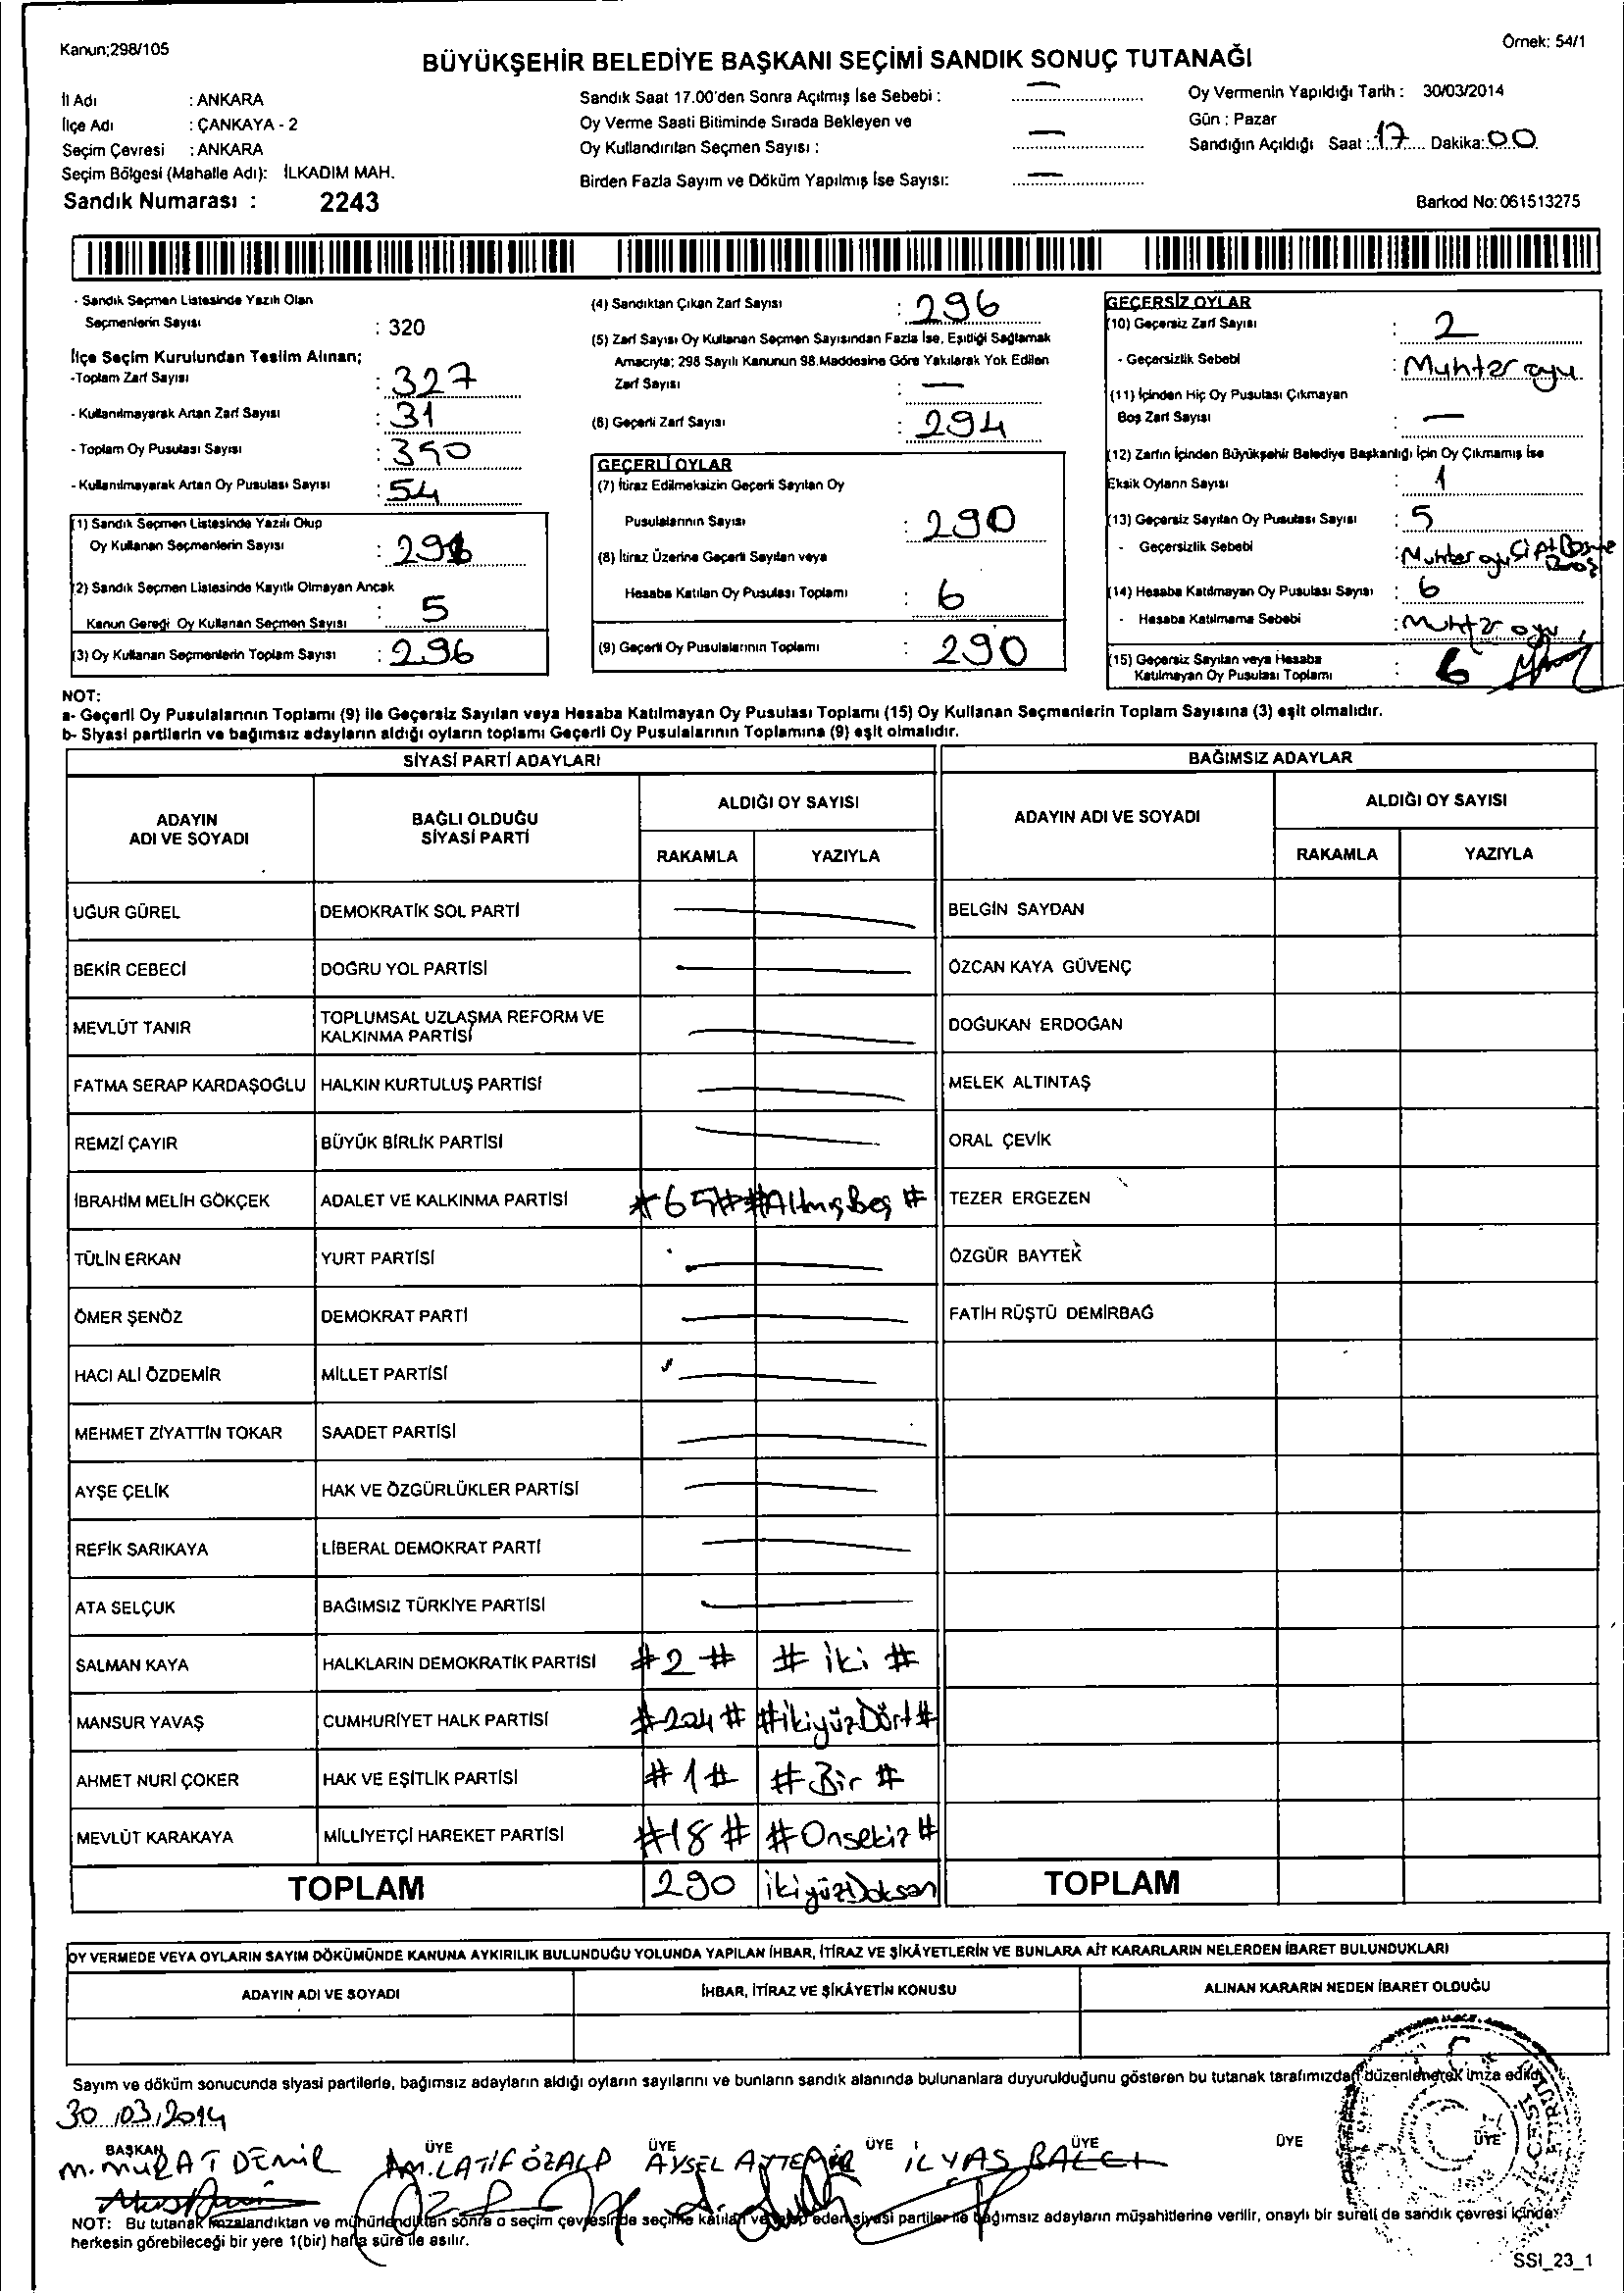 Kanun;298/105
Örnek: 54/1
BÜYÜKŞEHİR BELEDİYE BAŞKANI SEÇİMİ SANDIK SONUÇ TUTANAĞI
İl Adı : ANKARA
İlçe Adı : ÇANKAYA - 2
Seçim Çevresi : ANKARA
Seçim Bölgesi (Mahalle Adı): İLKADIM MAH.
Sandık Numarası : 2243
Sandık Saat 17.00'den Sonra Açılmış İse Sebebi : —
Oy Verme Saati Bitiminde Sırada Bekleyen ve
Oy Kullandırılan Seçmen Sayısı : —
Birden Fazla Sayım ve Döküm Yapılmış İse Sayısı: —
Oy Vermenin Yapıldığı Tarih : 30/03/2014
Gün : Pazar
Sandığın Açıldığı Saat : 17 Dakika: 00
Barkod No: 061513275
- Sandık Seçmen Listesinde Yazılı Olan
Seçmenlerin Sayısı : 320
İlçe Seçim Kurulundan Teslim Alınan;
-Toplam Zarf Sayısı : 327
- Kullanılmayarak Artan Zarf Sayısı : 31
- Toplam Oy Pusulası Sayısı : 350
- Kullanılmayarak Artan Oy Pusulası Sayısı : 54
(1) Sandık Seçmen Listesinde Yazılı Olup
Oy Kullanan Seçmenlerin Sayısı : 291
(2) Sandık Seçmen Listesinde Kayıtlı Olmayan Ancak
Kanun Gereği Oy Kullanan Seçmen Sayısı : 5
(3) Oy Kullanan Seçmenlerin Toplam Sayısı : 296
(4) Sandıktan Çıkan Zarf Sayısı : 296
(5) Zarf Sayısı Oy Kullanan Seçmen Sayısından Fazla İse, Eşitliği Sağlamak
Amacıyla; 298 Sayılı Kanunun 98.Maddesine Göre Yakılarak Yok Edilen
Zarf Sayısı : —
(6) Geçerli Zarf Sayısı : 294
GEÇERLİ OYLAR
(7) İtiraz Edilmeksizin Geçerli Sayılan Oy
Pusulalarının Sayısı : 290
(8) İtiraz Üzerine Geçerli Sayılan veya
Hesaba Katılan Oy Pusulası Toplamı : 6
(9) Geçerli Oy Pusulalarının Toplamı : 290
GEÇERSİZ OYLAR
(10) Geçersiz Zarf Sayısı : 2
- Geçersizlik Sebebi : Muhtar oyu
(11) İçinden Hiç Oy Pusulası Çıkmayan
Boş Zarf Sayısı : —
(12) Zarfın İçinden Büyükşehir Belediye Başkanlığı İçin Oy Çıkmamış İse
Eksik Oyların Sayısı : 1
(13) Geçersiz Sayılan Oy Pusulası Sayısı : 5
- Geçersizlik Sebebi : Muhtar oyu
(14) Hesaba Katılmayan Oy Pusulası Sayısı : 6
- Hesaba Katılmama Sebebi : Muhtar oyu
(15) Geçersiz Sayılan veya Hesaba
Katılmayan Oy Pusulası Toplamı : 6
NOT:
a- Geçerli Oy Pusulalarının Toplamı (9) ile Geçersiz Sayılan veya Hesaba Katılmayan Oy Pusulası Toplamı (15) Oy Kullanan Seçmenlerin Toplam Sayısına (3) eşit olmalıdır.
b- Siyasi partilerin ve bağımsız adayların aldığı oyların toplamı Geçerli Oy Pusulalarının Toplamına (9) eşit olmalıdır.
SİYASİ PARTİ ADAYLARI BAĞIMSIZ ADAYLAR
ADAYIN ADI VE SOYADI BAĞLI OLDUĞU SİYASİ PARTİ ALDIĞI OY SAYISI ADAYIN ADI VE SOYADI ALDIĞI OY SAYISI
RAKAMLA YAZIYLA RAKAMLA YAZIYLA
UĞUR GÜREL DEMOKRATİK SOL PARTİ — BELGİN SAYDAN
BEKİR CEBECİ DOĞRU YOL PARTİSİ — ÖZCAN KAYA GÜVENÇ
MEVLÜT TANIR TOPLUMSAL UZLAŞMA REFORM VE KALKINMA PARTİSİ — DOĞUKAN ERDOĞAN
FATMA SERAP KARDAŞOĞLU HALKIN KURTULUŞ PARTİSİ — MELEK ALTINTAŞ
REMZİ ÇAYIR BÜYÜK BİRLİK PARTİSİ — ORAL ÇEVİK
İBRAHİM MELİH GÖKÇEK ADALET VE KALKINMA PARTİSİ #65# #AltmışBeş# TEZER ERGEZEN
TÜLİN ERKAN YURT PARTİSİ — ÖZGÜR BAYTEK
ÖMER ŞENÖZ DEMOKRAT PARTİ — FATİH RÜŞTÜ DEMİRBAĞ
HACI ALİ ÖZDEMİR MİLLET PARTİSİ —
MEHMET ZİYATTİN TOKAR SAADET PARTİSİ —
AYŞE ÇELİK HAK VE ÖZGÜRLÜKLER PARTİSİ —
REFİK SARIKAYA LİBERAL DEMOKRAT PARTİ —
ATA SELÇUK BAĞIMSIZ TÜRKİYE PARTİSİ —
SALMAN KAYA HALKLARIN DEMOKRATİK PARTİSİ #2# #iki#
MANSUR YAVAŞ CUMHURİYET HALK PARTİSİ #204# #ikiyüzDört#
AHMET NURİ ÇOKER HAK VE EŞİTLİK PARTİSİ #1# #Bir#
MEVLÜT KARAKAYA MİLLİYETÇİ HAREKET PARTİSİ #18# #Onsekiz#
TOPLAM 290 ikiyüzDoksan TOPLAM
OY VERMEDE VEYA OYLARIN SAYIM DÖKÜMÜNDE KANUNA AYKIRILIK BULUNDUĞU YOLUNDA YAPILAN İHBAR, İTİRAZ VE ŞİKÂYETLERİN VE BUNLARA AİT KARARLARIN NELERDEN İBARET BULUNDUKLARI
ADAYIN ADI VE SOYADI İHBAR, İTİRAZ VE ŞİKÂYETİN KONUSU ALINAN KARARIN NEDEN İBARET OLDUĞU
Sayım ve döküm sonucunda siyasi partilerle, bağımsız adayların aldığı oyların sayılarını ve bunların sandık alanında bulunanlara duyurulduğunu gösteren bu tutanak tarafımızdan düzenlenerek imza edildi
30.03.2014
BAŞKAN ÜYE ÜYE ÜYE ÜYE ÜYE ÜYE
M.MURAT DEMİR M.LATİF ÖZALP AYSEL AYTEMİR İLYAS BALCI
NOT: Bu tutanak imzalandıktan ve mühürlendikten sonra o seçim çevresinde seçime katılan ve talep eden siyasi partiler ile bağımsız adayların müşahitlerine verilir, onaylı bir sureti de sandık çevresi içinde
herkesin görebileceği bir yere 1(bir) hafta süre ile asılır.
SSI_23_1